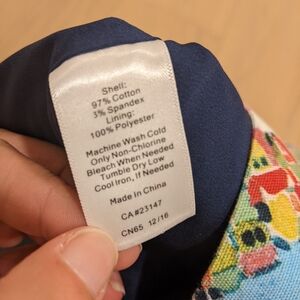 Shell:
97% Cotton
3% Spandex
Lining:
100% Polyester
Machine Wash Cold
Only Non-Chlorine
Bleach When Needed
Tumble Dry Low
Cool Iron, If Needed
Made in China
CA#23147
CN65 12/16